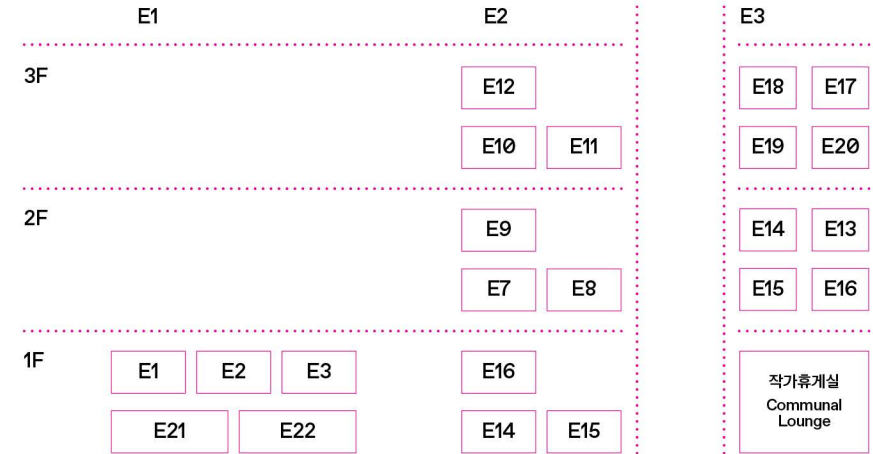 E1 E2 E3
3F
E12 E18 E17
E10 E11 E19 E20
2F
E9 E14 E13
E7 E8 E15 E16
1F
E1 E2 E3 E16
E21 E22 E14 E15
작가휴게실
Communal
Lounge